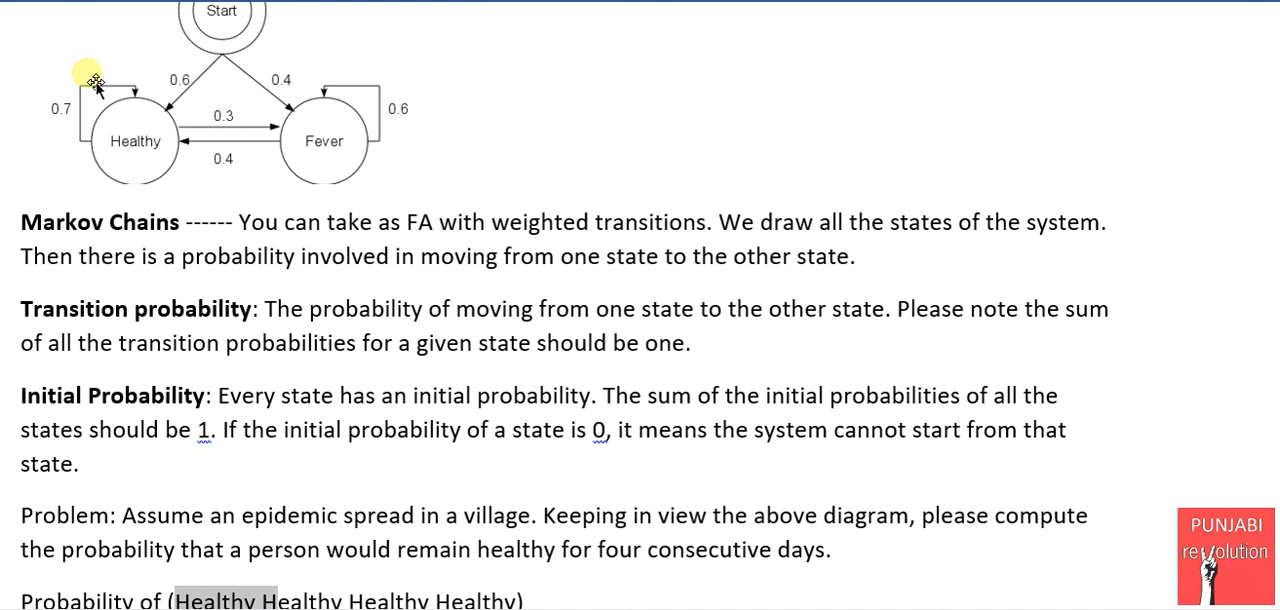 Start
0.6 0.4
0.7 0.3 0.6
Healthy Fever
0.4
Markov Chains ------ You can take as FA with weighted transitions. We draw all the states of the system.
Then there is a probability involved in moving from one state to the other state.
Transition probability: The probability of moving from one state to the other state. Please note the sum
of all the transition probabilities for a given state should be one.
Initial Probability: Every state has an initial probability. The sum of the initial probabilities of all the
states should be 1. If the initial probability of a state is 0, it means the system cannot start from that
state.
Problem: Assume an epidemic spread in a village. Keeping in view the above diagram, please compute
the probability that a person would remain healthy for four consecutive days.
Probability of (Healthy Healthy Healthy Healthy)
PUNJABI
revolution